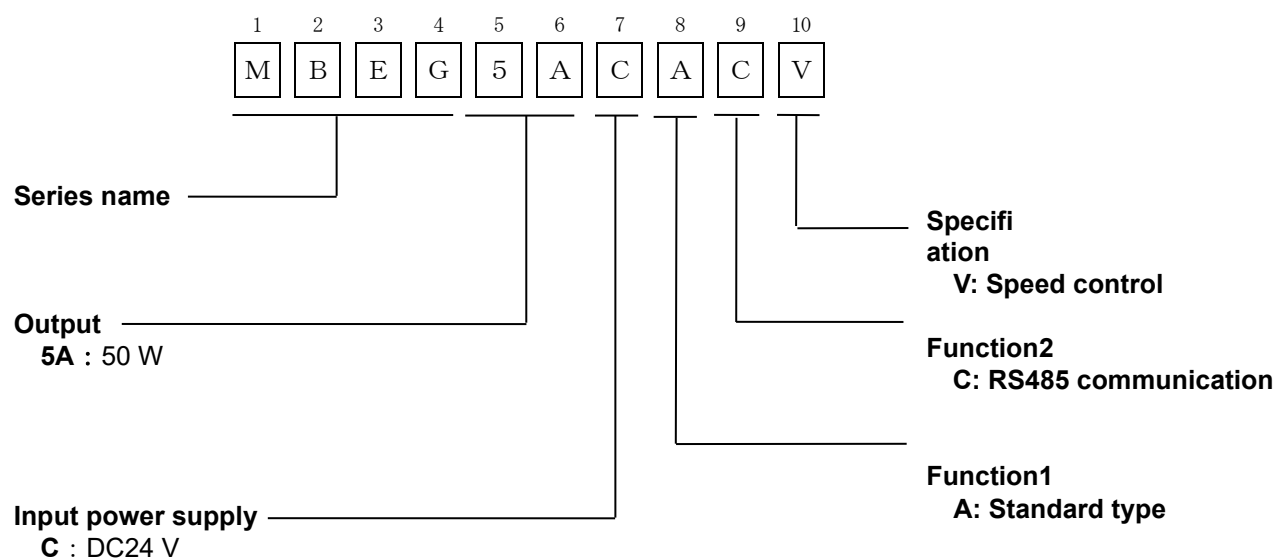 1 2 3 4 5 6 7 8 9 10
M B E G 5 A C A C V
Series name
Specifi
ation
V: Speed control
Output
5A : 50 W
Function2
C: RS485 communication
Function1
A: Standard type
Input power supply
C : DC24 V